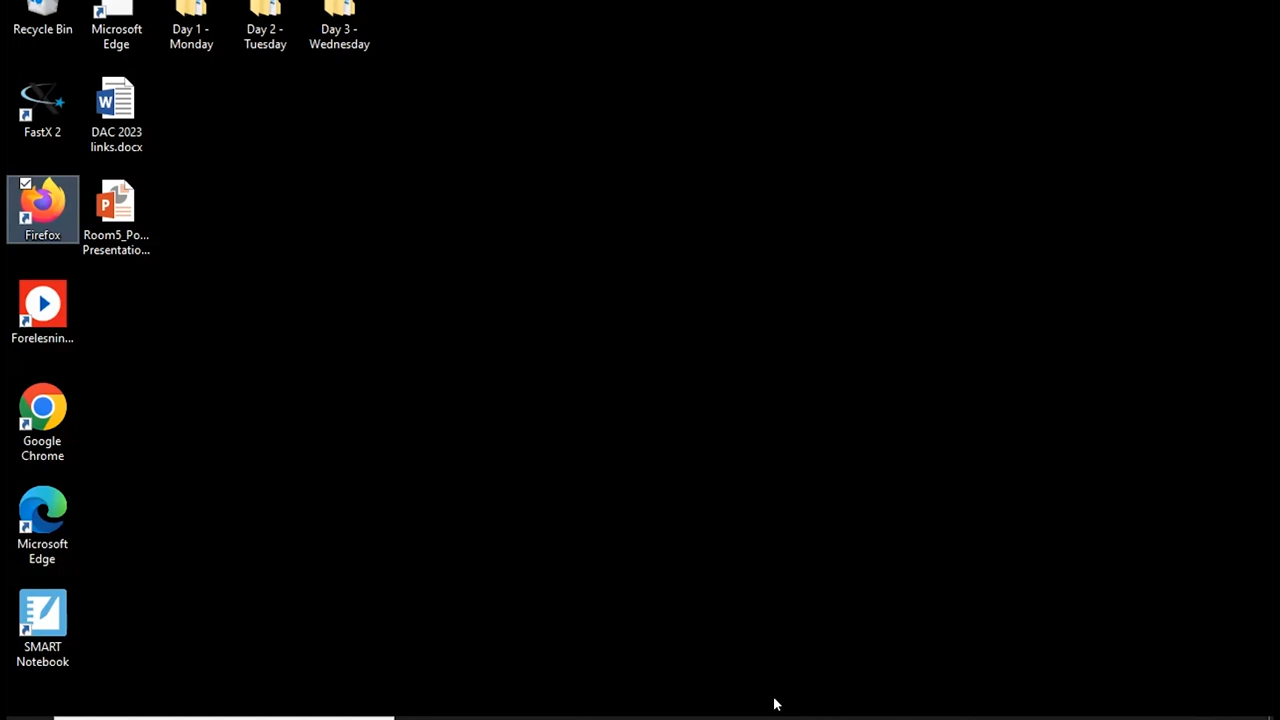 Recycle Bin
Microsoft
Edge
Day 1 -
Monday
Day 2 -
Tuesday
Day 3 -
Wednesday
FastX 2
DAC 2023
links.docx
W
Firefox
Room5_Po...
Presentatio...
P
Forelesnin...
Google
Chrome
Microsoft
Edge
SMART
Notebook